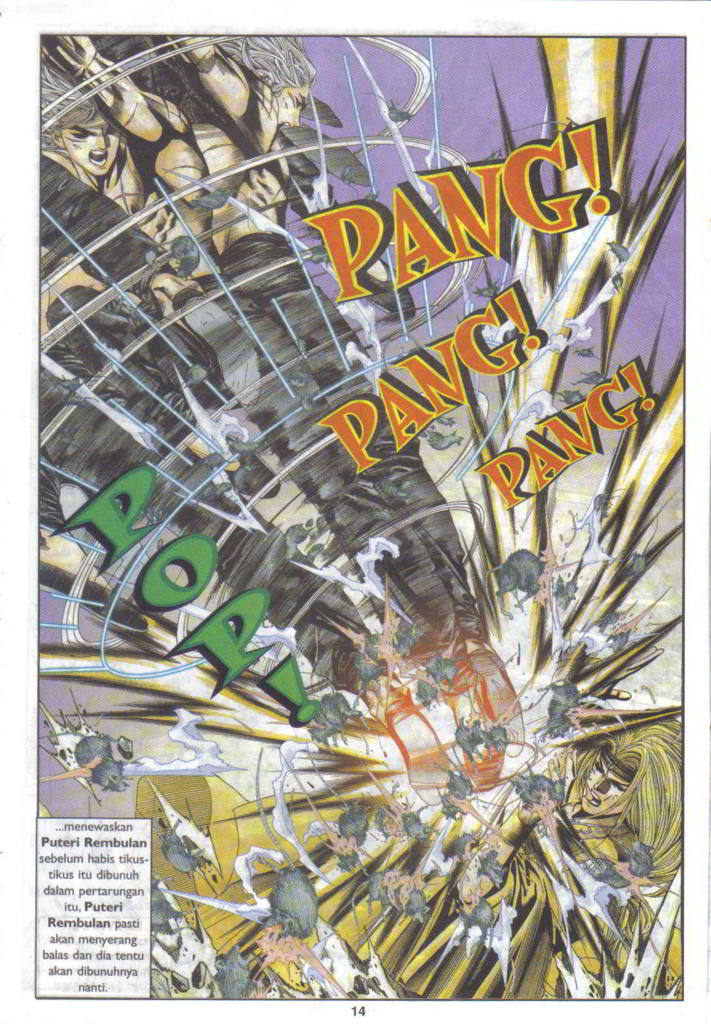 PANG!
PANG!
PANG!
POP!
...menewaskan
Puteri Rembulan
sebelum habis tikus-
tikus itu dibunuh
dalam pertarungan
itu, Puteri
Rembulan pasti
akan menyerang
balas dan dia tentu
akan dibunuhnya
nanti.
14